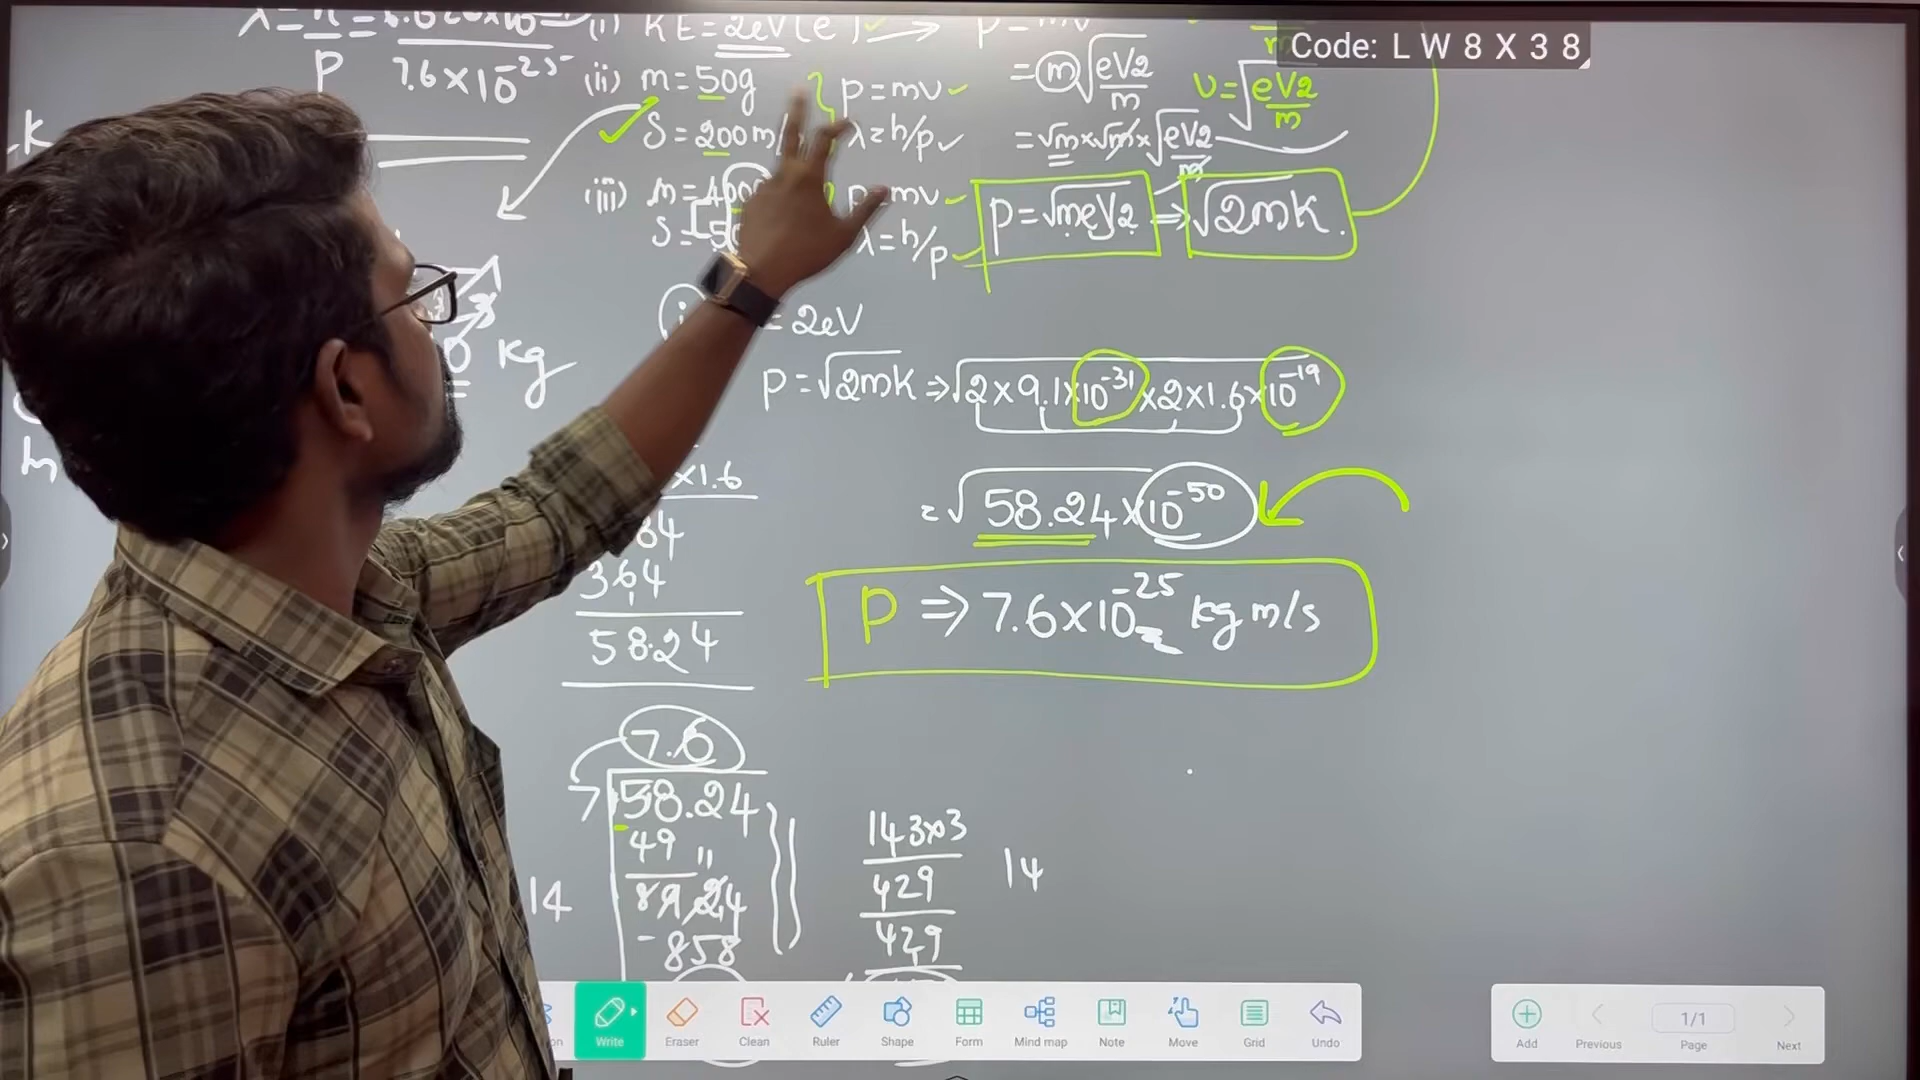 Code: LW8X38
(i) KE = 2eV (e⁻) → p = mv
7.6×10⁻²⁵
(ii) m = 50g p = mv = m√(eV2/m) v = √(eV2/m)
S = 200m/ λ = h/p = √m×√m×√(eV2/m)
(iii) p = mv p = √meV2 ⇒ √2mK
λ = h/p
= 2eV
kg
p = √2mK ⇒ √2×9.1×10⁻³¹×2×1.6×10⁻¹⁹
×1.6
= √58.24×10⁻⁵⁰
364
58.24
P ⇒ 7.6×10⁻²⁵ kg m/s
7.6
7 58.24
49
14
858
143×3
429
429
14
Write
Eraser
Clean
Ruler
Shape
Form
Mind map
Note
Move
Grid
Undo
Add
Previous
1/1
Page
Next